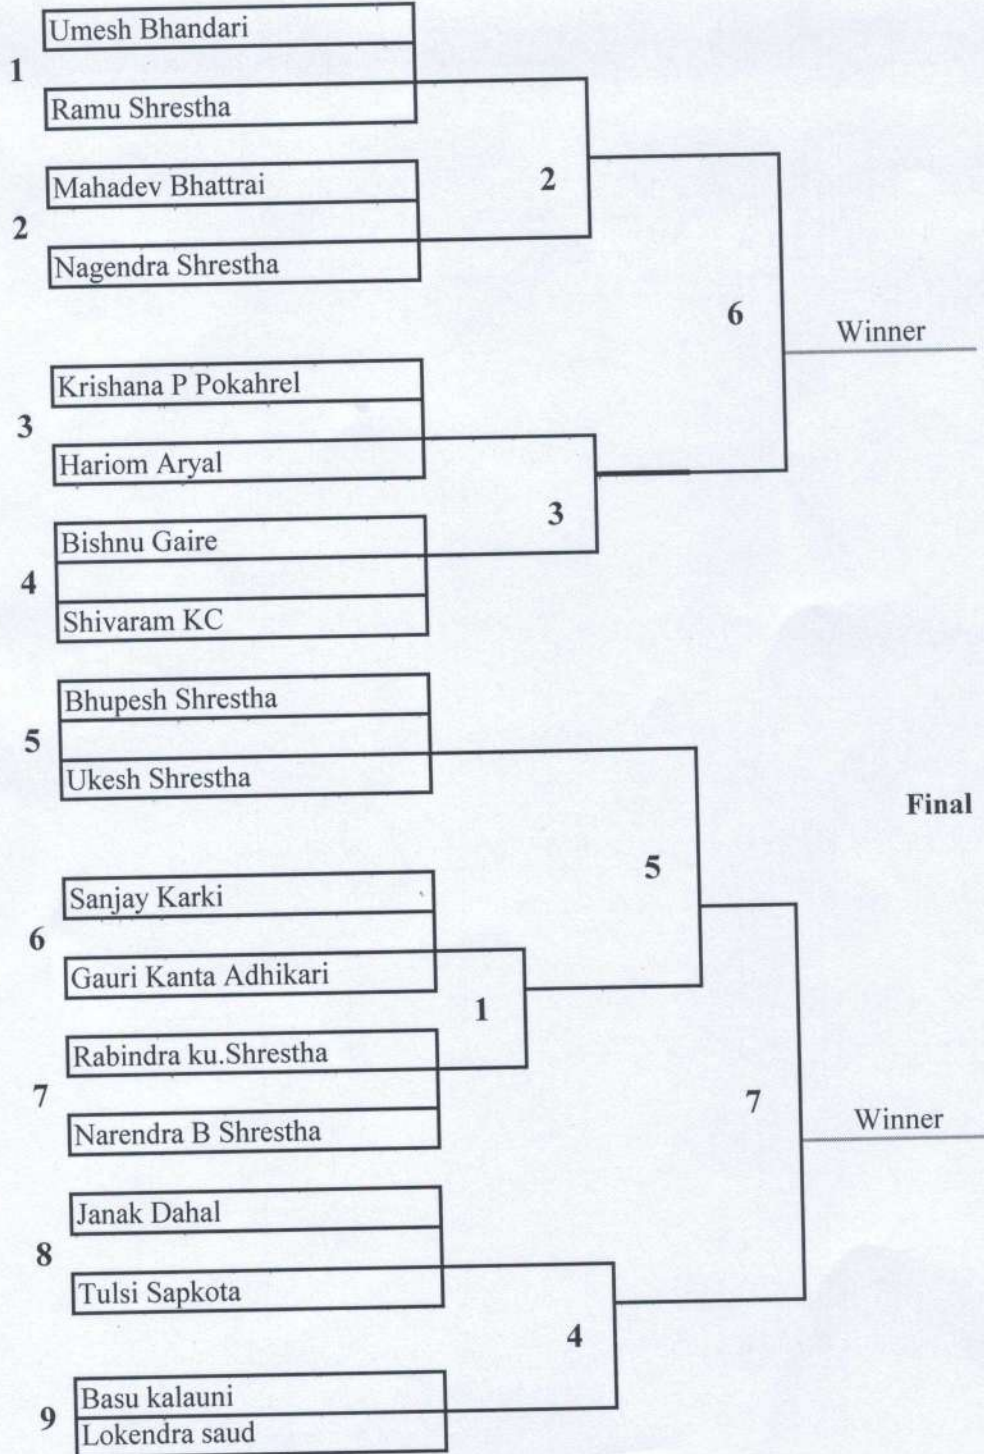 Umesh Bhandari
1
Ramu Shrestha
Mahadev Bhattrai
2
2
Nagendra Shrestha
6
Winner
Krishana P Pokahrel
3
Hariom Aryal
3
Bishnu Gaire
4
Shivaram KC
Bhupesh Shrestha
5
Ukesh Shrestha
Final
5
Sanjay Karki
6
Gauri Kanta Adhikari
1
Rabindra ku.Shrestha
7
7
Narendra B Shrestha
Winner
Janak Dahal
8
Tulsi Sapkota
4
Basu kalauni
9
Lokendra saud